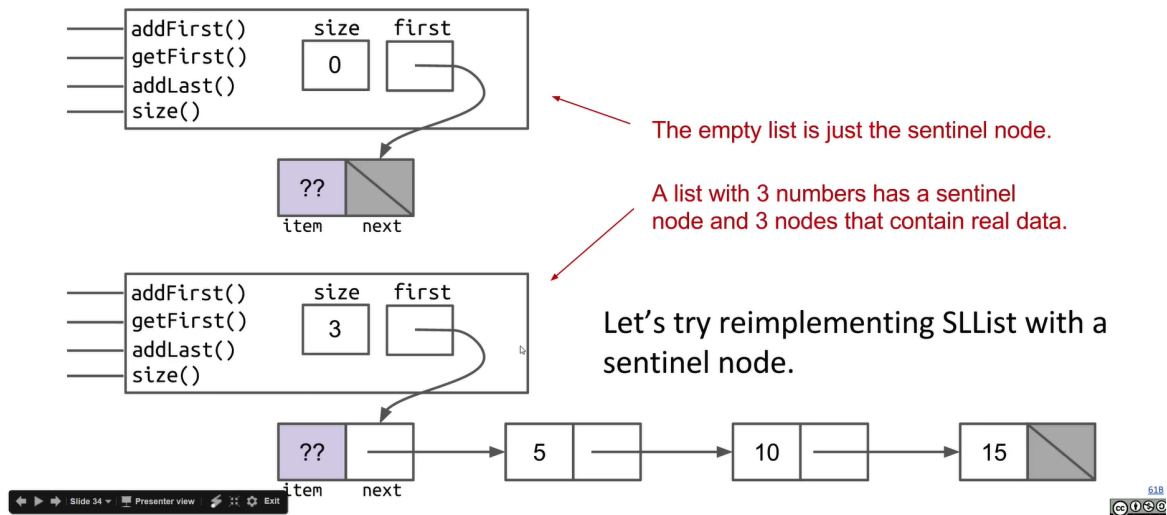 addFirst()
getFirst()
addLast()
size()
size first
0
The empty list is just the sentinel node.
??
item next
A list with 3 numbers has a sentinel
node and 3 nodes that contain real data.
addFirst()
getFirst()
addLast()
size()
size first
3
Let's try reimplementing SLList with a
sentinel node.
?? 5 10 15
item next
Slide 34 Presenter view Exit
61B
cc